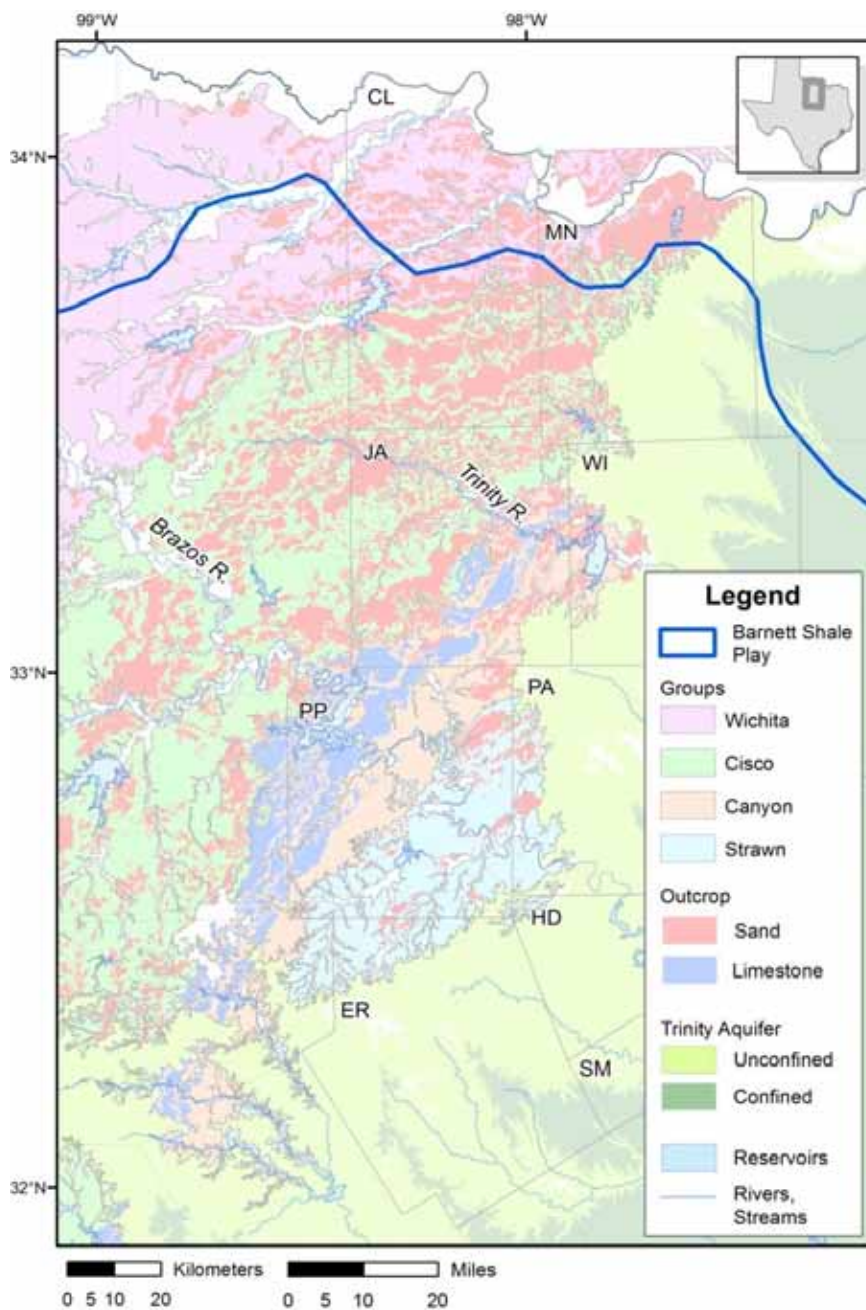 99°W
98°W
CL
34°N
MN
JA
WI
Trinity R.
Brazos R.
33°N
PP
PA
HD
ER
SM
32°N
Legend
Barnett Shale
Play
Groups
Wichita
Cisco
Canyon
Strawn
Outcrop
Sand
Limestone
Trinity Aquifer
Unconfined
Confined
Reservoirs
Rivers,
Streams
Kilometers
0 5 10 20
Miles
0 5 10 20